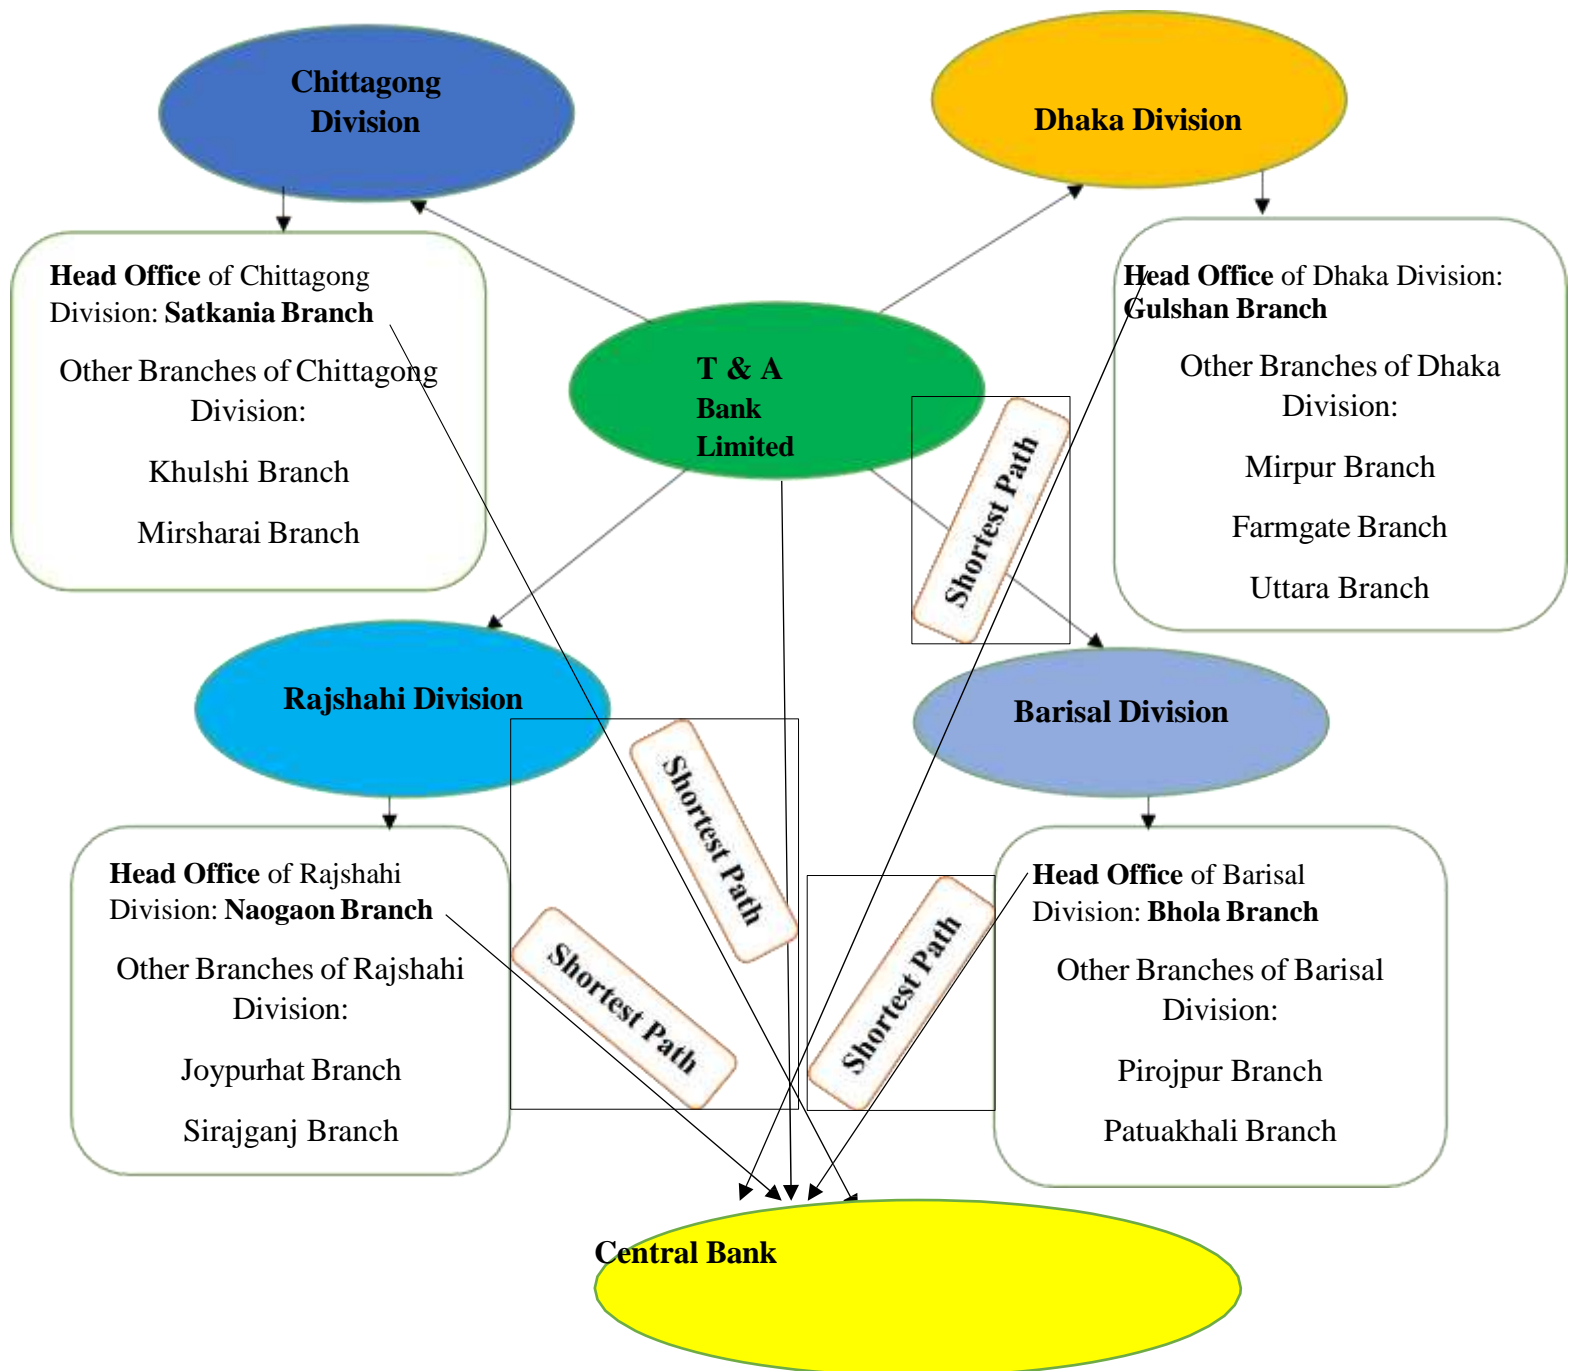 Chittagong
Division
Dhaka Division
Head Office of Chittagong
Division: Satkania Branch
Other Branches of Chittagong
Division:
Khulshi Branch
Mirsharai Branch
T & A
Bank
Limited
Head Office of Dhaka Division:
Gulshan Branch
Other Branches of Dhaka
Division:
Mirpur Branch
Farmgate Branch
Uttara Branch
Shortest Path
Rajshahi Division
Barisal Division
Head Office of Rajshahi
Division: Naogaon Branch
Other Branches of Rajshahi
Division:
Joypurhat Branch
Sirajganj Branch
Shortest Path
Shortest Path
Shortest Path
Head Office of Barisal
Division: Bhola Branch
Other Branches of Barisal
Division:
Pirojpur Branch
Patuakhali Branch
Central Bank